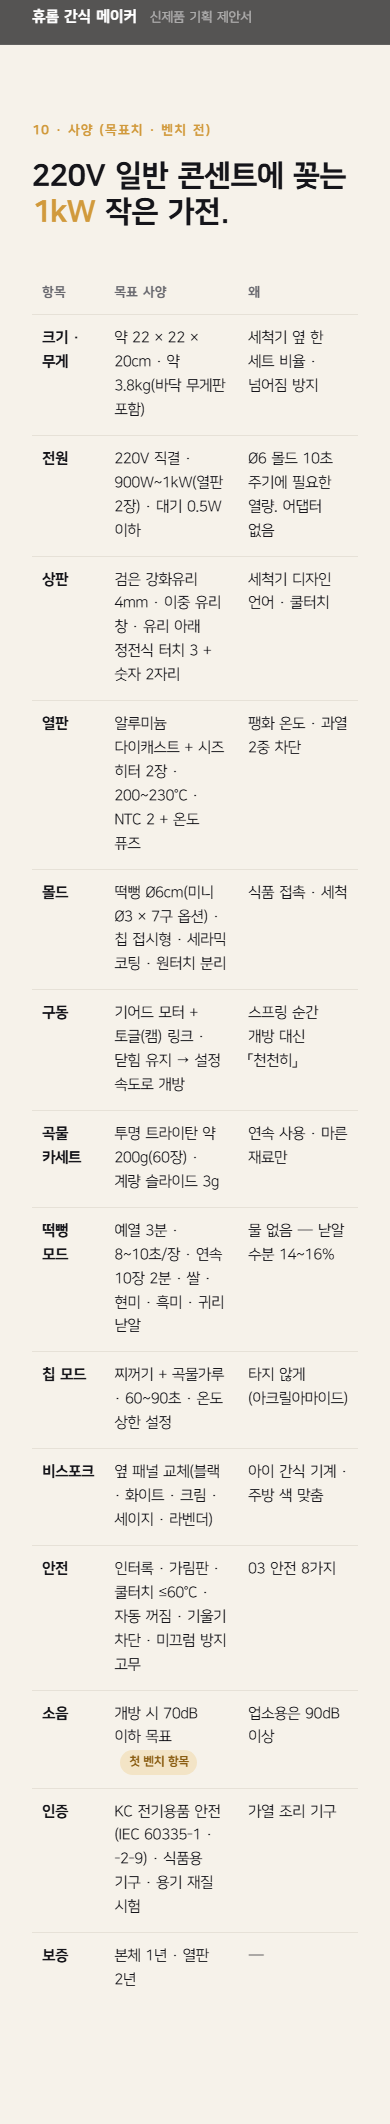 휴롬 간식 메이커 신제품 기획 제안서
10 · 사양 (목표치 · 벤치 전)
220V 일반 콘센트에 꽂는
1kW 작은 가전.
항목 목표 사양 왜
크기 · 무게
약 22 × 22 ×
20cm · 약
3.8kg(바닥 무게판
포함)
세척기 옆 한
세트 비율 ·
넘어짐 방지
전원
220V 직결 ·
900W~1kW(열판
2장) · 대기 0.5W
이하
Ø6 몰드 10초
주기에 필요한
열량. 어댑터
없음
상판
검은 강화유리
4mm · 이중 유리
창 · 유리 아래
정전식 터치 3 +
숫자 2자리
세척기 디자인
언어 · 쿨터치
열판
알루미늄
다이캐스트 + 시즈
히터 2장 ·
200~230°C ·
NTC 2 + 온도
퓨즈
팽화 온도 · 과열
2중 차단
몰드
떡뻥 Ø6cm(미니
Ø3 × 7구 옵션) ·
칩 접시형 · 세라믹
코팅 · 원터치 분리
식품 접촉 · 세척
구동
기어드 모터 +
토글(캠) 링크 ·
닫힘 유지 → 설정
속도로 개방
스프링 순간
개방 대신
「천천히」
곡물
카세트
투명 트라이탄 약
200g(60장) ·
계량 슬라이드 3g
연속 사용 · 마른
재료만
떡뻥
모드
예열 3분 ·
8~10초/장 · 연속
10장 2분 · 쌀 ·
현미 · 흑미 · 귀리
낟알
물 없음 — 낟알
수분 14~16%
칩 모드
찌꺼기 + 곡물가루
· 60~90초 · 온도
상한 설정
타지 않게
(아크릴아마이드)
비스포크
옆 패널 교체(블랙
· 화이트 · 크림 ·
세이지 · 라벤더)
아이 간식 기계 ·
주방 색 맞춤
안전
인터록 · 가림판 ·
쿨터치 ≤60°C ·
자동 꺼짐 · 기울기
차단 · 미끄럼 방지
고무
03 안전 8가지
소음
개방 시 70dB
이하 목표
첫 벤치 항목
업소용은 90dB
이상
인증
KC 전기용품 안전
(IEC 60335-1 ·
-2-9) · 식품용
기구 · 용기 재질
시험
가열 조리 기구
보증
본체 1년 · 열판
2년
—